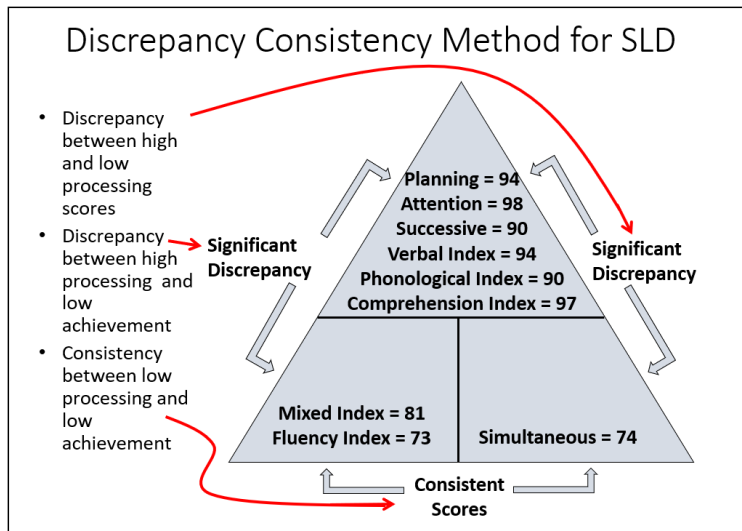 Discrepancy Consistency Method for SLD
• Discrepancy
between high
and low
processing
scores
• Discrepancy
between high
processing and
low
achievement
• Consistency
between low
processing and
low
achievement
Significant
Discrepancy
Planning = 94
Attention = 98
Successive = 90
Verbal Index = 94
Phonological Index = 90
Comprehension Index = 97
Significant
Discrepancy
Mixed Index = 81
Fluency Index = 73
Simultaneous = 74
Consistent
Scores